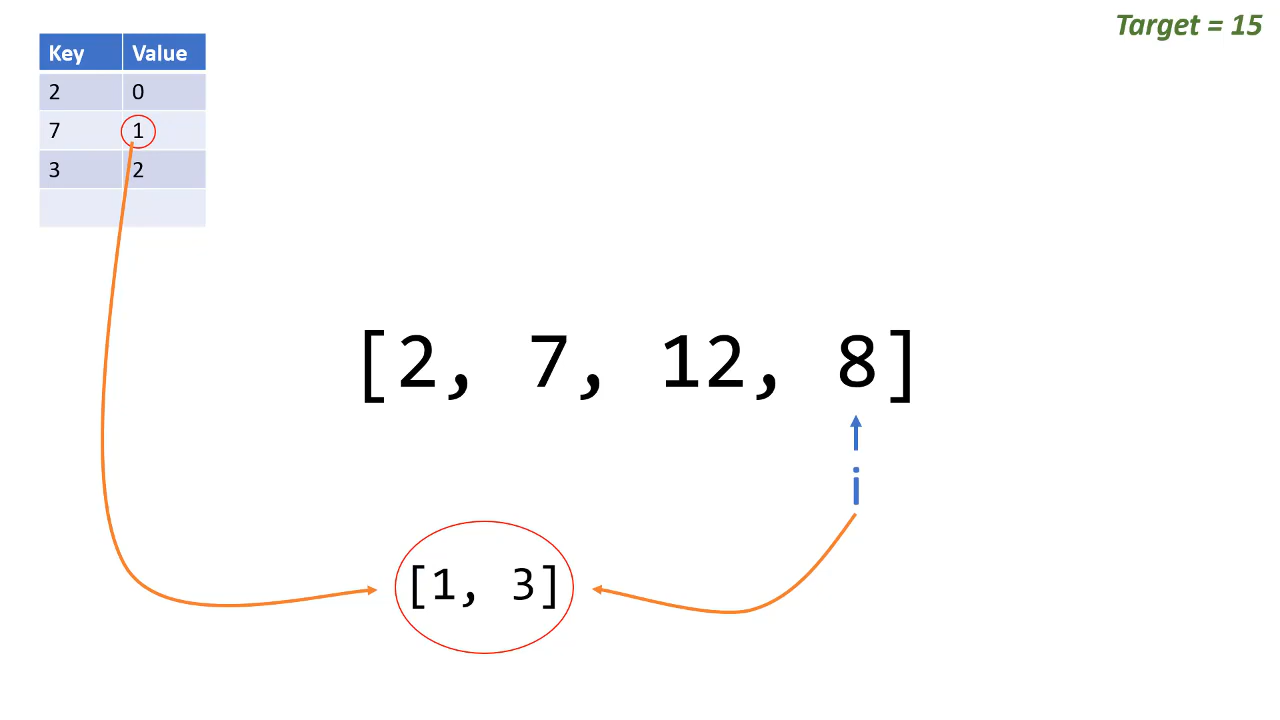 Target = 15
Key Value
2 0
7 1
3 2
[2, 7, 12, 8]
i
[1, 3]